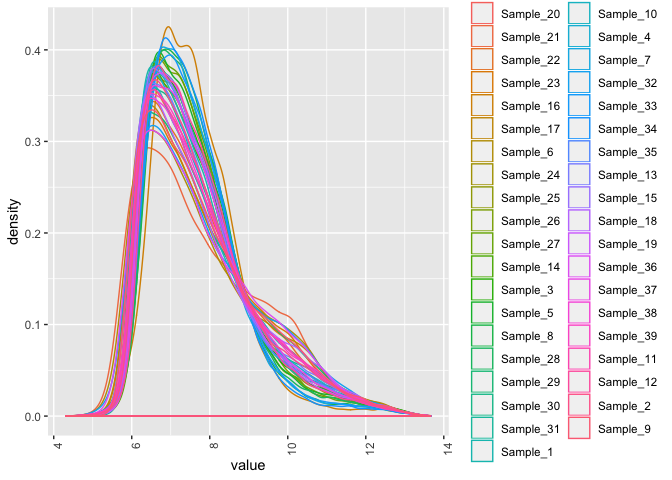 density
0.4
0.3
0.2
0.1
0.0
4
6
8
10
12
14
value
Sample_20
Sample_21
Sample_22
Sample_23
Sample_16
Sample_17
Sample_6
Sample_24
Sample_25
Sample_26
Sample_27
Sample_14
Sample_3
Sample_5
Sample_8
Sample_28
Sample_29
Sample_30
Sample_31
Sample_1
Sample_10
Sample_4
Sample_7
Sample_32
Sample_33
Sample_34
Sample_35
Sample_13
Sample_15
Sample_18
Sample_19
Sample_36
Sample_37
Sample_38
Sample_39
Sample_11
Sample_12
Sample_2
Sample_9